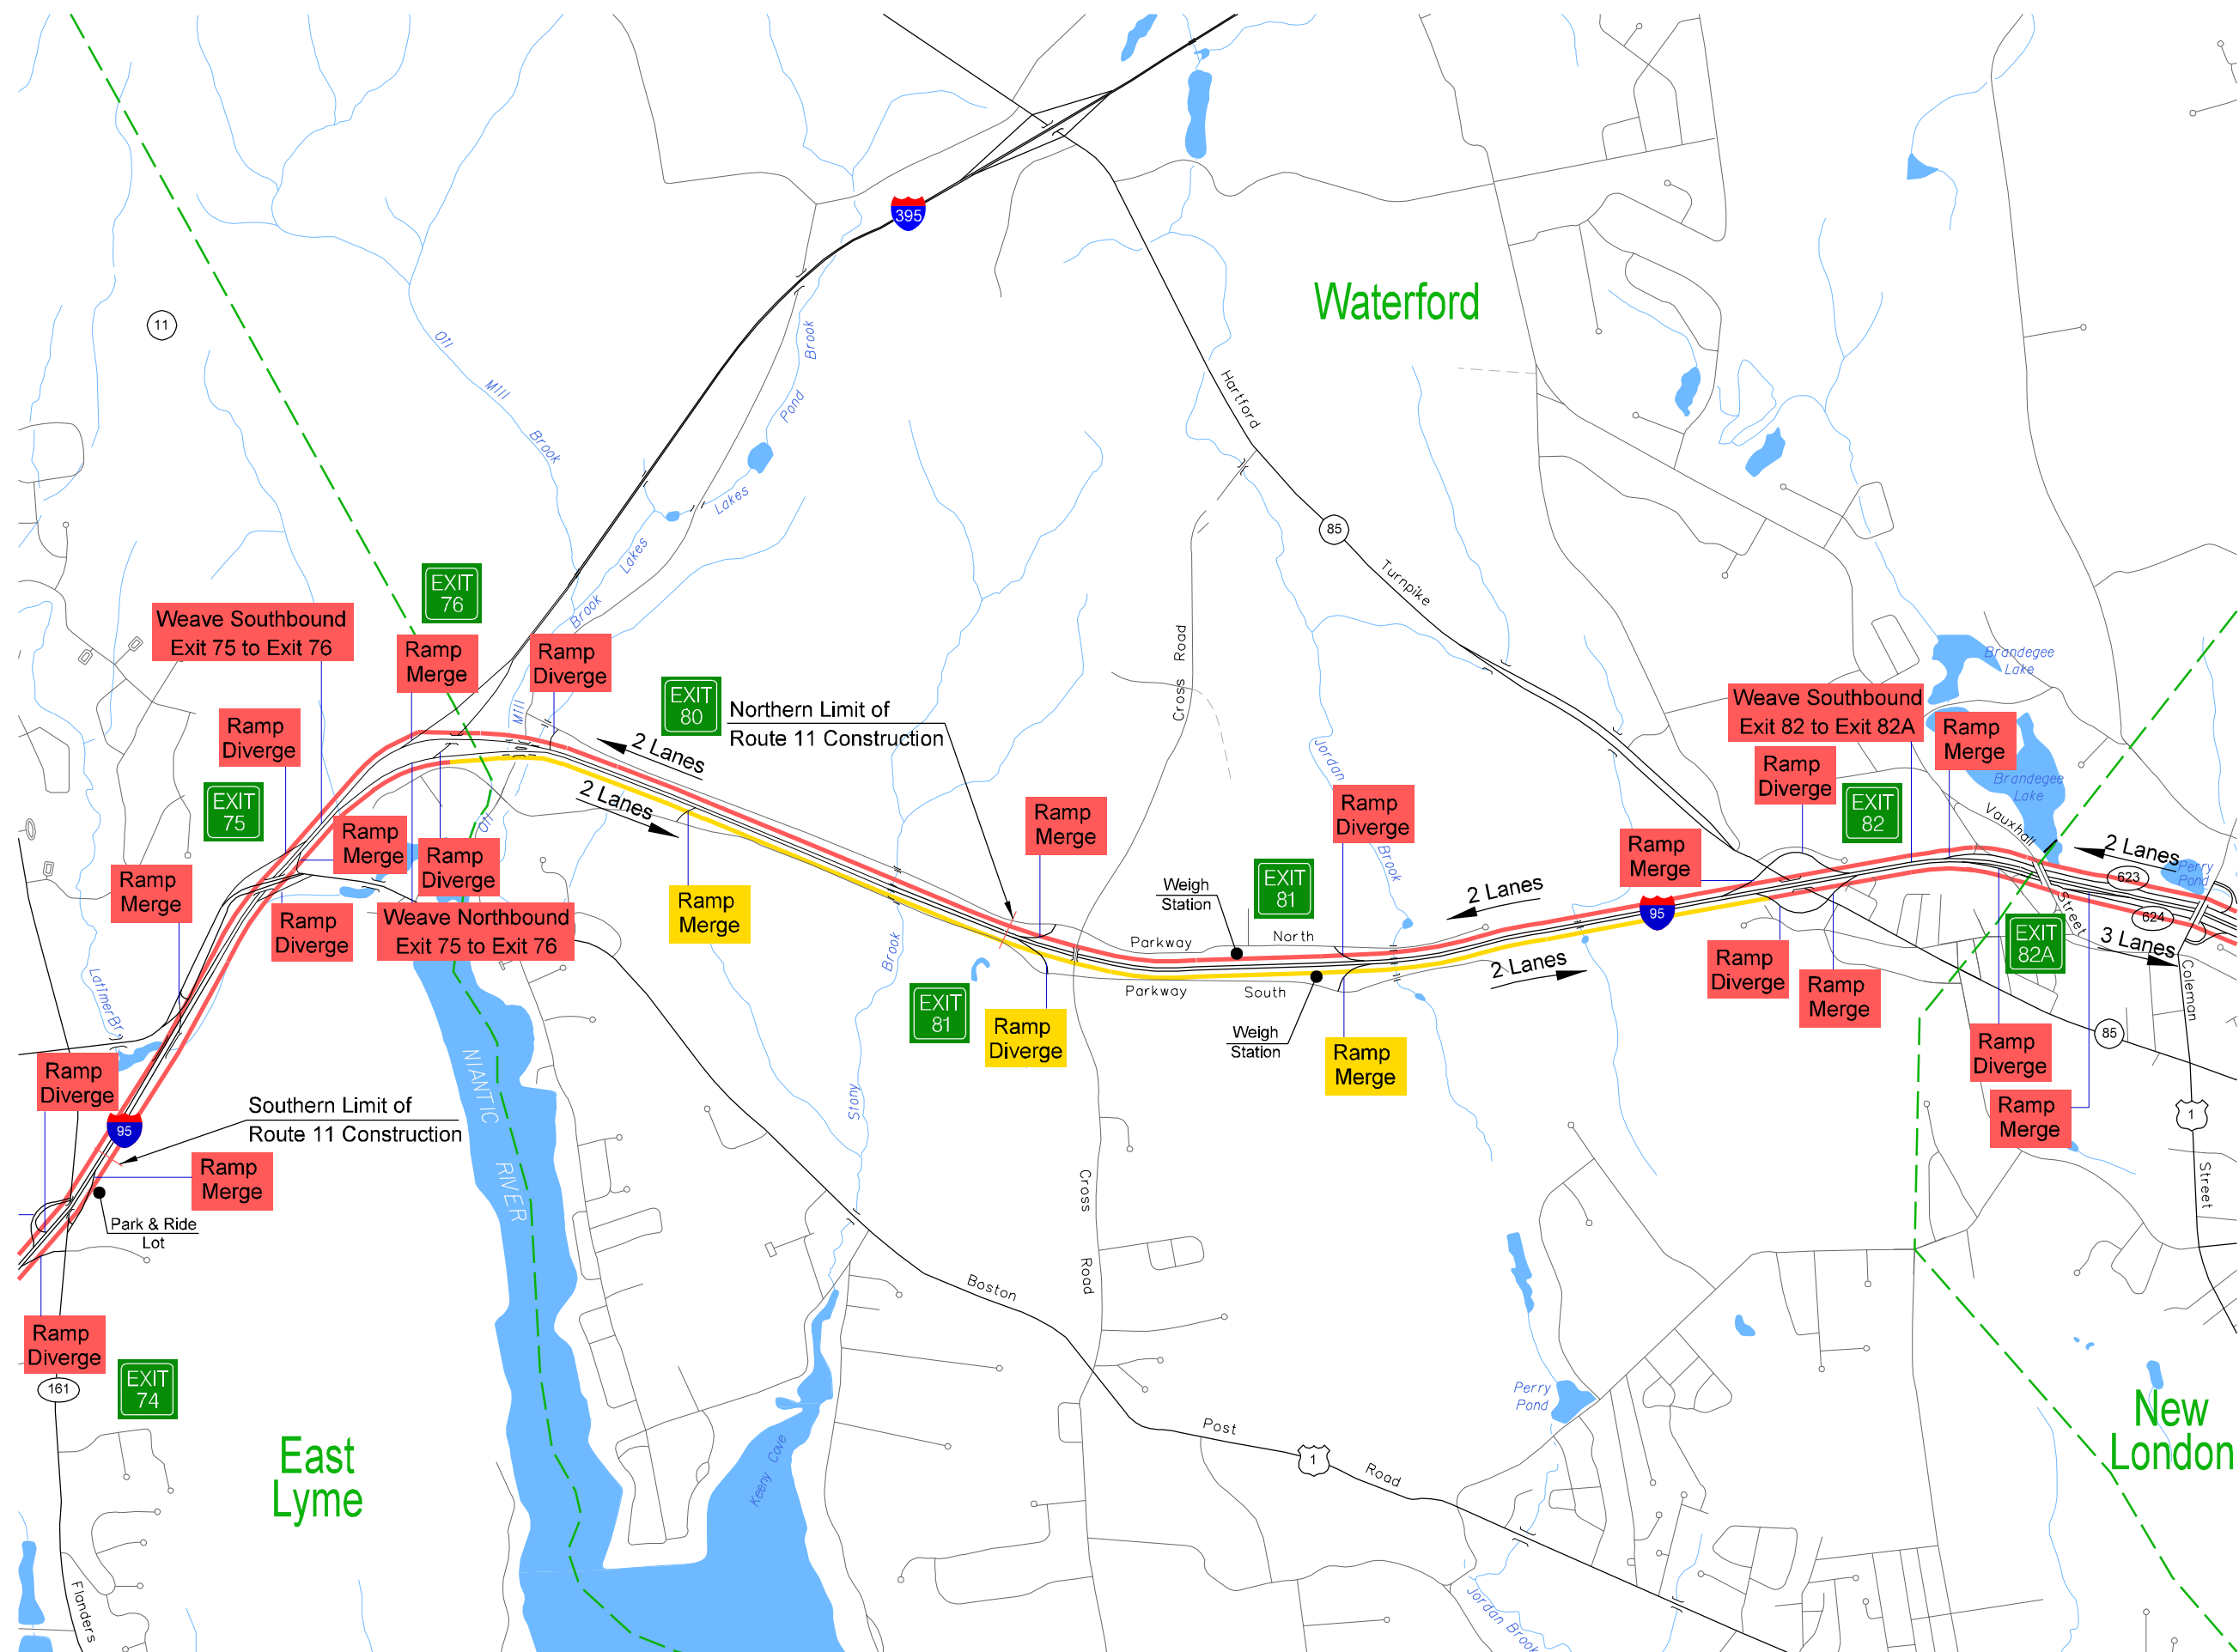 395
Waterford
11
Oil
Mill
Brook
Brook
Pond
Lakes
Lakes
Brook
Mill
Oil
Hartford
85
Turnpike
Cross Road
EXIT
76
Weave Southbound
Exit 75 to Exit 76
Ramp
Merge
Ramp
Diverge
EXIT
80
Northern Limit of
Route 11 Construction
2 Lanes
2 Lanes
Ramp
Diverge
EXIT
75
Ramp
Merge
Ramp
Diverge
Ramp
Merge
Ramp
Diverge
Weave Northbound
Exit 75 to Exit 76
Ramp
Merge
Ramp
Merge
Ramp
Diverge
Jordan
Brook
Brandegee
Lake
Weave Southbound
Exit 82 to Exit 82A
Ramp
Merge
Ramp
Diverge
EXIT
82
Brandegee
Lake
Vauxhall
Street
2 Lanes
623
Perry
Pond
624
3 Lanes
EXIT
82A
Ramp
Merge
95
Weigh
Station
EXIT
81
2 Lanes
Parkway North
2 Lanes
Parkway South
Weigh
Station
EXIT
81
Ramp
Diverge
Ramp
Merge
Ramp
Diverge
Ramp
Merge
Ramp
Diverge
Ramp
Merge
Coleman
Street
85
1
Latimer Br.
Ramp
Diverge
95
Southern Limit of
Route 11 Construction
Ramp
Merge
Park & Ride
Lot
Ramp
Diverge
161
EXIT
74
East
Lyme
Flanders
NIANTIC
RIVER
Stony
Brook
Keeny Cove
Cross
Road
Boston
Post
1
Road
Perry
Pond
Jordan Brook
New
London